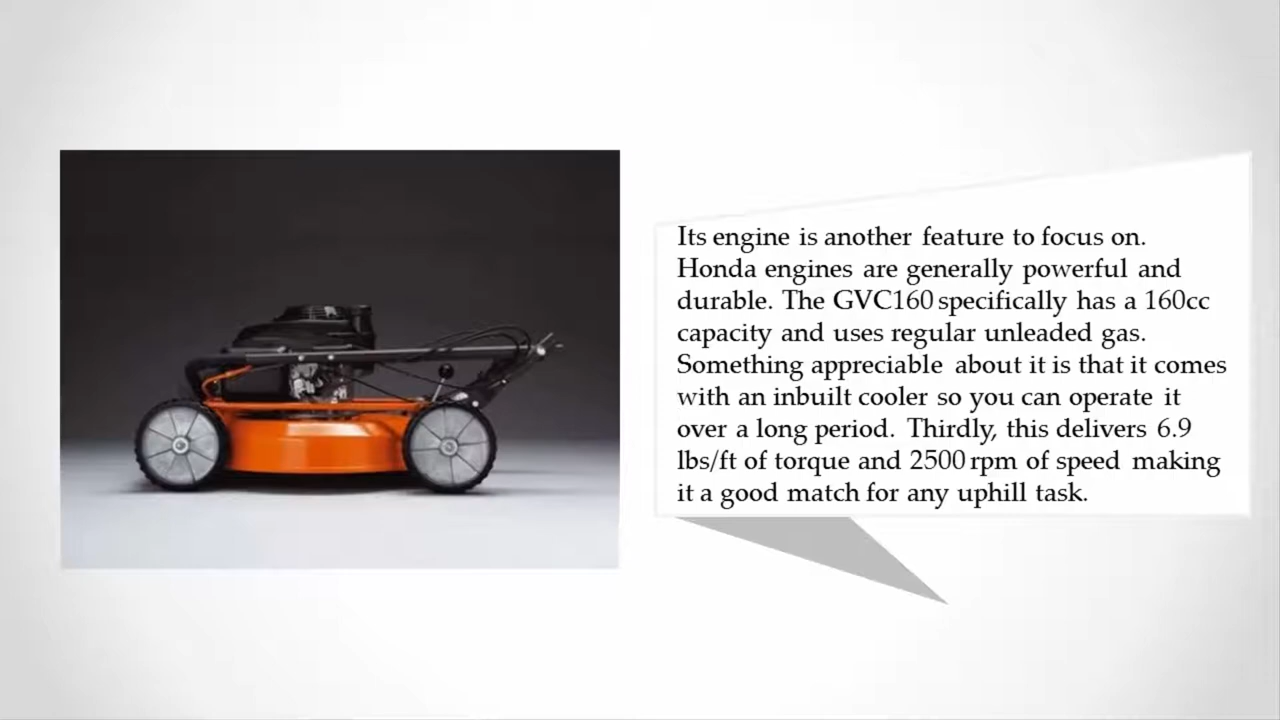 Its engine is another feature to focus on.
Honda engines are generally powerful and
durable. The GVC160 specifically has a 160cc
capacity and uses regular unleaded gas.
Something appreciable about it is that it comes
with an inbuilt cooler so you can operate it
over a long period. Thirdly, this delivers 6.9
lbs/ft of torque and 2500 rpm of speed making
it a good match for any uphill task.